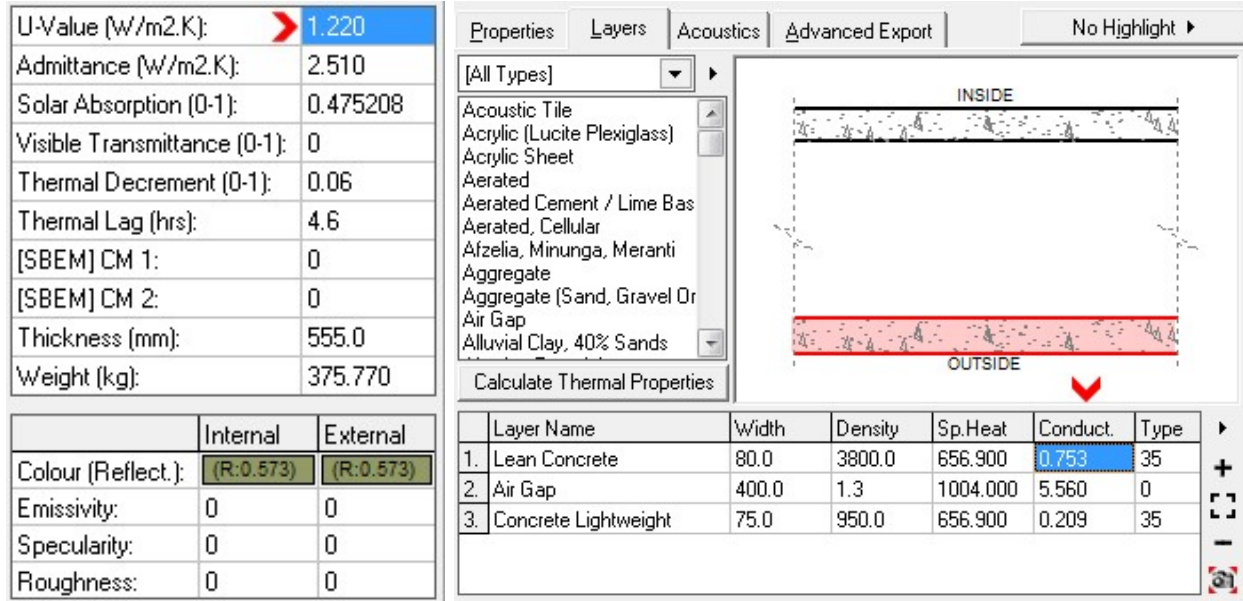 U-Value (W/m2.K): 1.220
Admittance (W/m2.K): 2.510
Solar Absorption (0-1): 0.475208
Visible Transmittance (0-1): 0
Thermal Decrement (0-1): 0.06
Thermal Lag (hrs): 4.6
[SBEM] CM 1: 0
[SBEM] CM 2: 0
Thickness (mm): 555.0
Weight (kg): 375.770
Internal External
Colour (Reflect.): (R:0.573) (R:0.573)
Emissivity: 0 0
Specularity: 0 0
Roughness: 0 0
Properties Layers Acoustics Advanced Export No Highlight
[All Types]
Acoustic Tile
Acrylic (Lucite Plexiglass)
Acrylic Sheet
Aerated
Aerated Cement / Lime Bas
Aerated, Cellular
Afzelia, Minunga, Meranti
Aggregate
Aggregate (Sand, Gravel Or
Air Gap
Alluvial Clay, 40% Sands
Calculate Thermal Properties
INSIDE
OUTSIDE
Layer Name Width Density Sp.Heat Conduct. Type
1. Lean Concrete 80.0 3800.0 656.900 0.753 35
2. Air Gap 400.0 1.3 1004.000 5.560 0
3. Concrete Lightweight 75.0 950.0 656.900 0.209 35